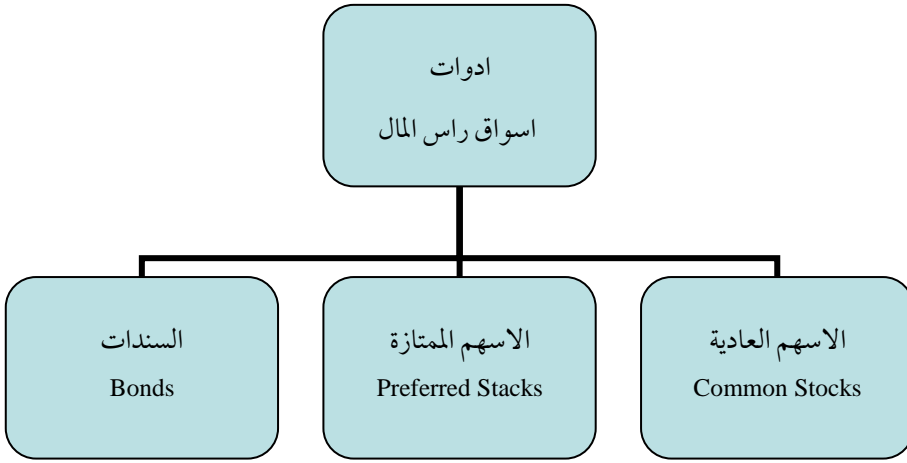 ادوات
اسواق راس المال
الاسهم العادية
Common Stocks
الاسهم الممتازة
Preferred Stacks
السندات
Bonds